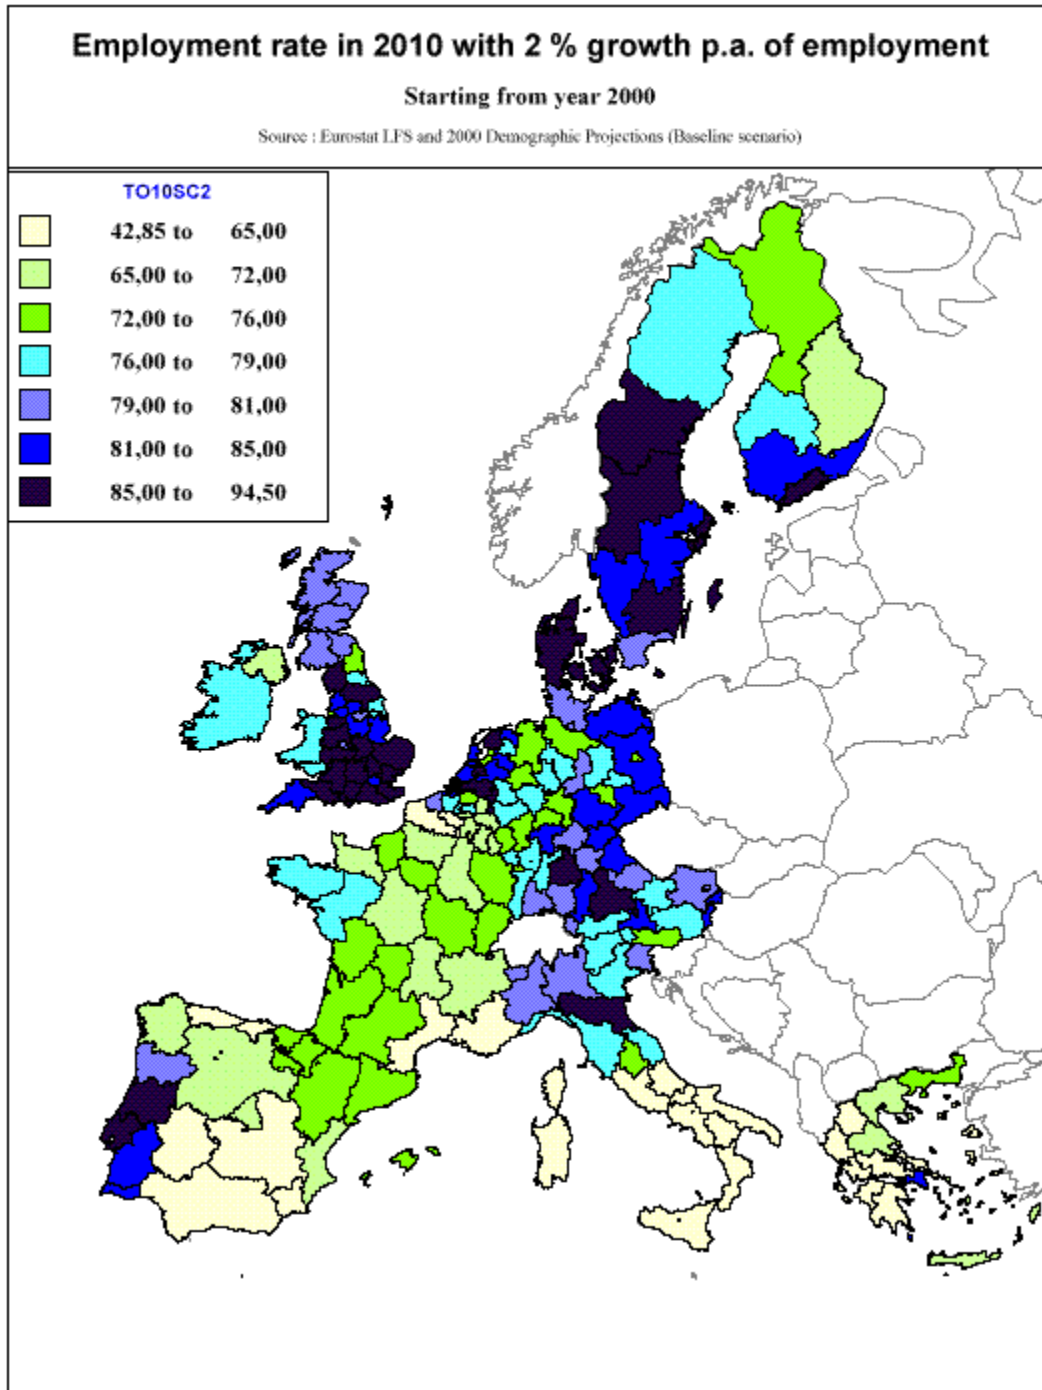 Employment rate in 2010 with 2 % growth p.a. of employment
Starting from year 2000
Source : Eurostat LFS and 2000 Demographic Projections (Baseline scenario)
TO10SC2
42,85 to 65,00
65,00 to 72,00
72,00 to 76,00
76,00 to 79,00
79,00 to 81,00
81,00 to 85,00
85,00 to 94,50